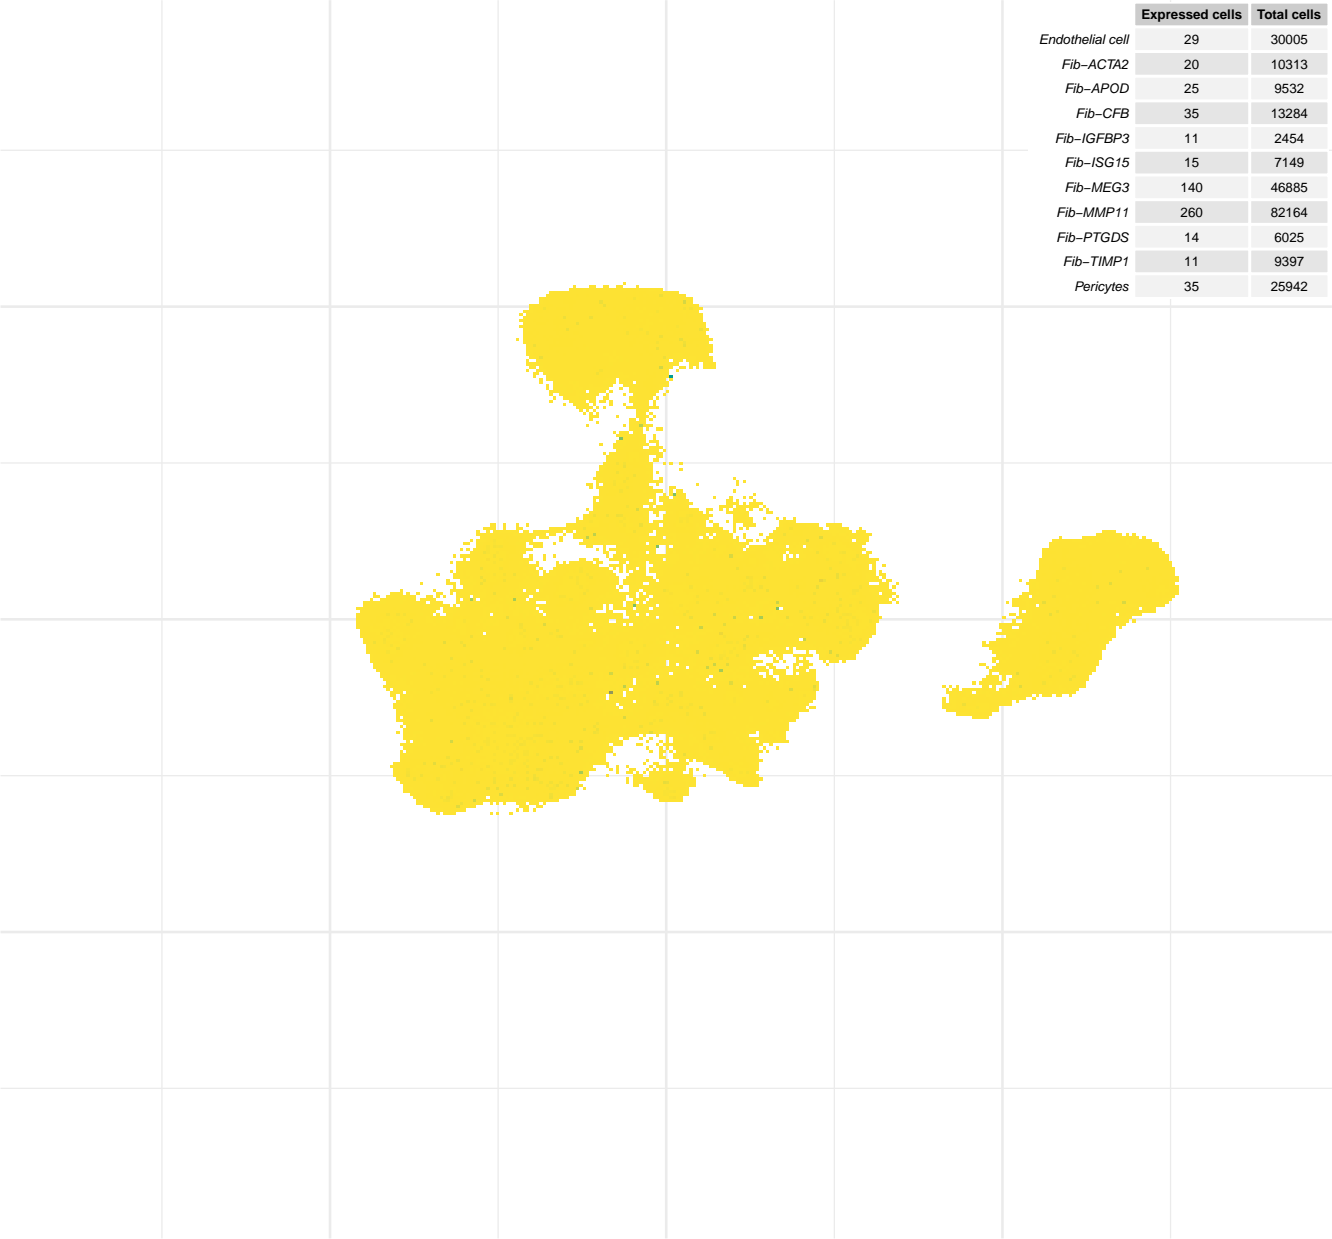 Expressed cells Total cells
Endothelial cell 29 30005
Fib−ACTA2 20 10313
Fib−APOD 25 9532
Fib−CFB 35 13284
Fib−IGFBP3 11 2454
Fib−ISG15 15 7149
Fib−MEG3 140 46885
Fib−MMP11 260 82164
Fib−PTGDS 14 6025
Fib−TIMP1 11 9397
Pericytes 35 25942